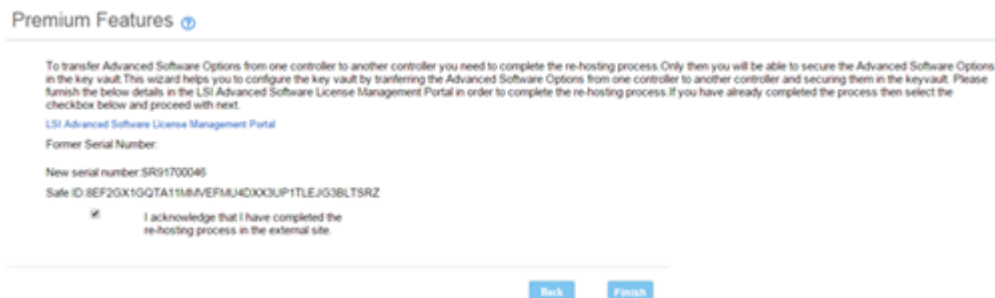 Premium Features ?
To transfer Advanced Software Options from one controller to another controller you need to complete the re-hosting process.Only then you will be able to secure the Advanced Software Options
in the key vault.This wizard helps you to configure the key vault by tranferring the Advanced Software Options from one controller to another controller and securing them in the keyvault. Please
furnish the below details in the LSI Advanced Software License Management Portal in order to complete the re-hosting process.If you have already completed the process then select the
checkbox below and proceed with next.
LSI Advanced Software License Management Portal
Former Serial Number:
New serial number:SR91700046
Safe ID:8EF2GX1GQTA11MMVEFMU4DXX3UP1TLEJG3BLTSRZ
I acknowledge that I have completed the
re-hosting process in the external site.
Back Finish